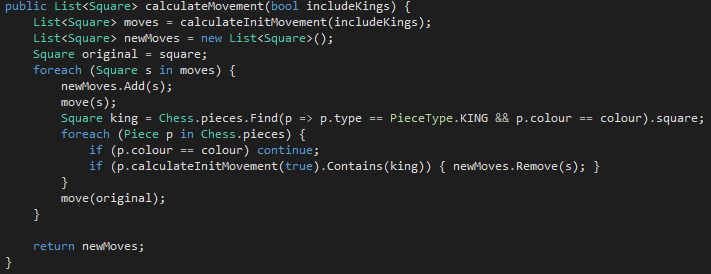 public List<Square> calculateMovement(bool includeKings) {
    List<Square> moves = calculateInitMovement(includeKings);
    List<Square> newMoves = new List<Square>();
    Square original = square;
    foreach (Square s in moves) {
        newMoves.Add(s);
        move(s);
        Square king = Chess.pieces.Find(p => p.type == PieceType.KING && p.colour == colour).square;
        foreach (Piece p in Chess.pieces) {
            if (p.colour == colour) continue;
            if (p.calculateInitMovement(true).Contains(king)) { newMoves.Remove(s); }
        }
        move(original);
    }

    return newMoves;
}